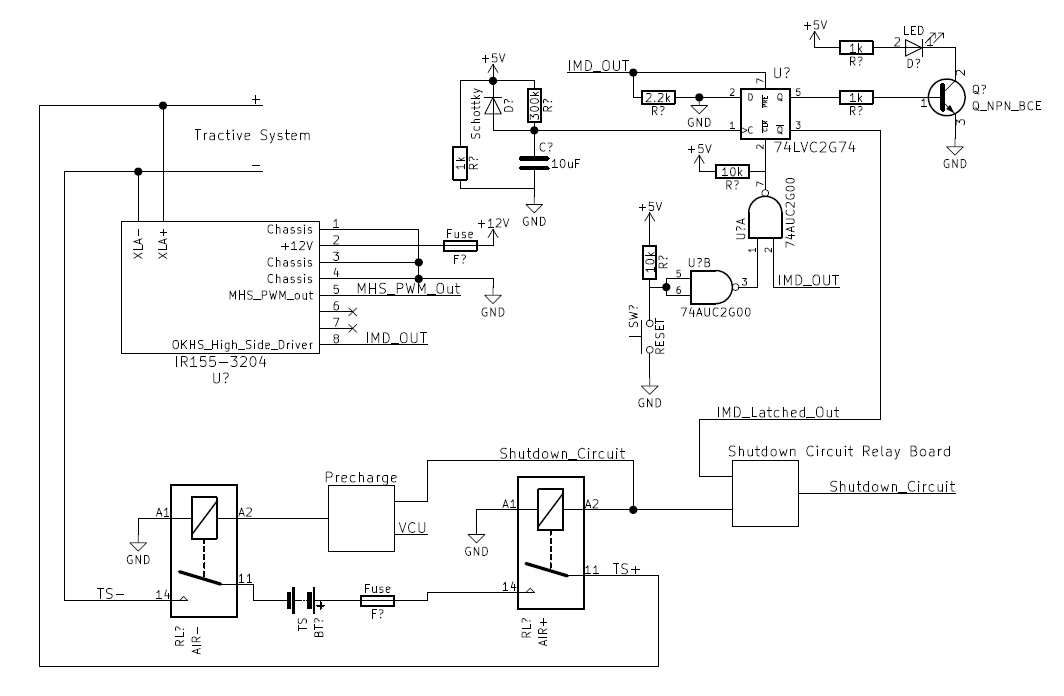 +5V
LED
2
1
1k
R?
D?
+5V
IMD_OUT
U?
7
2
Q?
Q_NPN_BCE
1
3
GND
Schottky
D?
300k
R?
1k
R?
C?
10uF
GND
2.2k
R?
GND
2
D
PRE
Q
5
1
C
CLR
Q
3
74LVC2G74
2
1k
R?
+5V
10k
R?
7
U?A
74AUC2G00
1
2
IMD_OUT
+
Tractive System
−
XLA-
XLA+
Chassis
1
+12V
2
Chassis
3
Chassis
4
MHS_PWM_out
5
6
7
OKHS_High_Side_Driver
8
MHS_PWM_Out
IMD_OUT
Fuse
F?
+12V
GND
IR155-3204
U?
+5V
10k
R?
U?B
5
6
3
74AUC2G00
SW?
RESET
GND
IMD_Latched_Out
Shutdown Circuit Relay Board
Shutdown_Circuit
Shutdown_Circuit
Precharge
VCU
A1
A2
GND
11
14
TS-
RL?
AIR-
TS
BT?
+
Fuse
F?
A1
A2
GND
11
TS+
14
RL?
AIR+